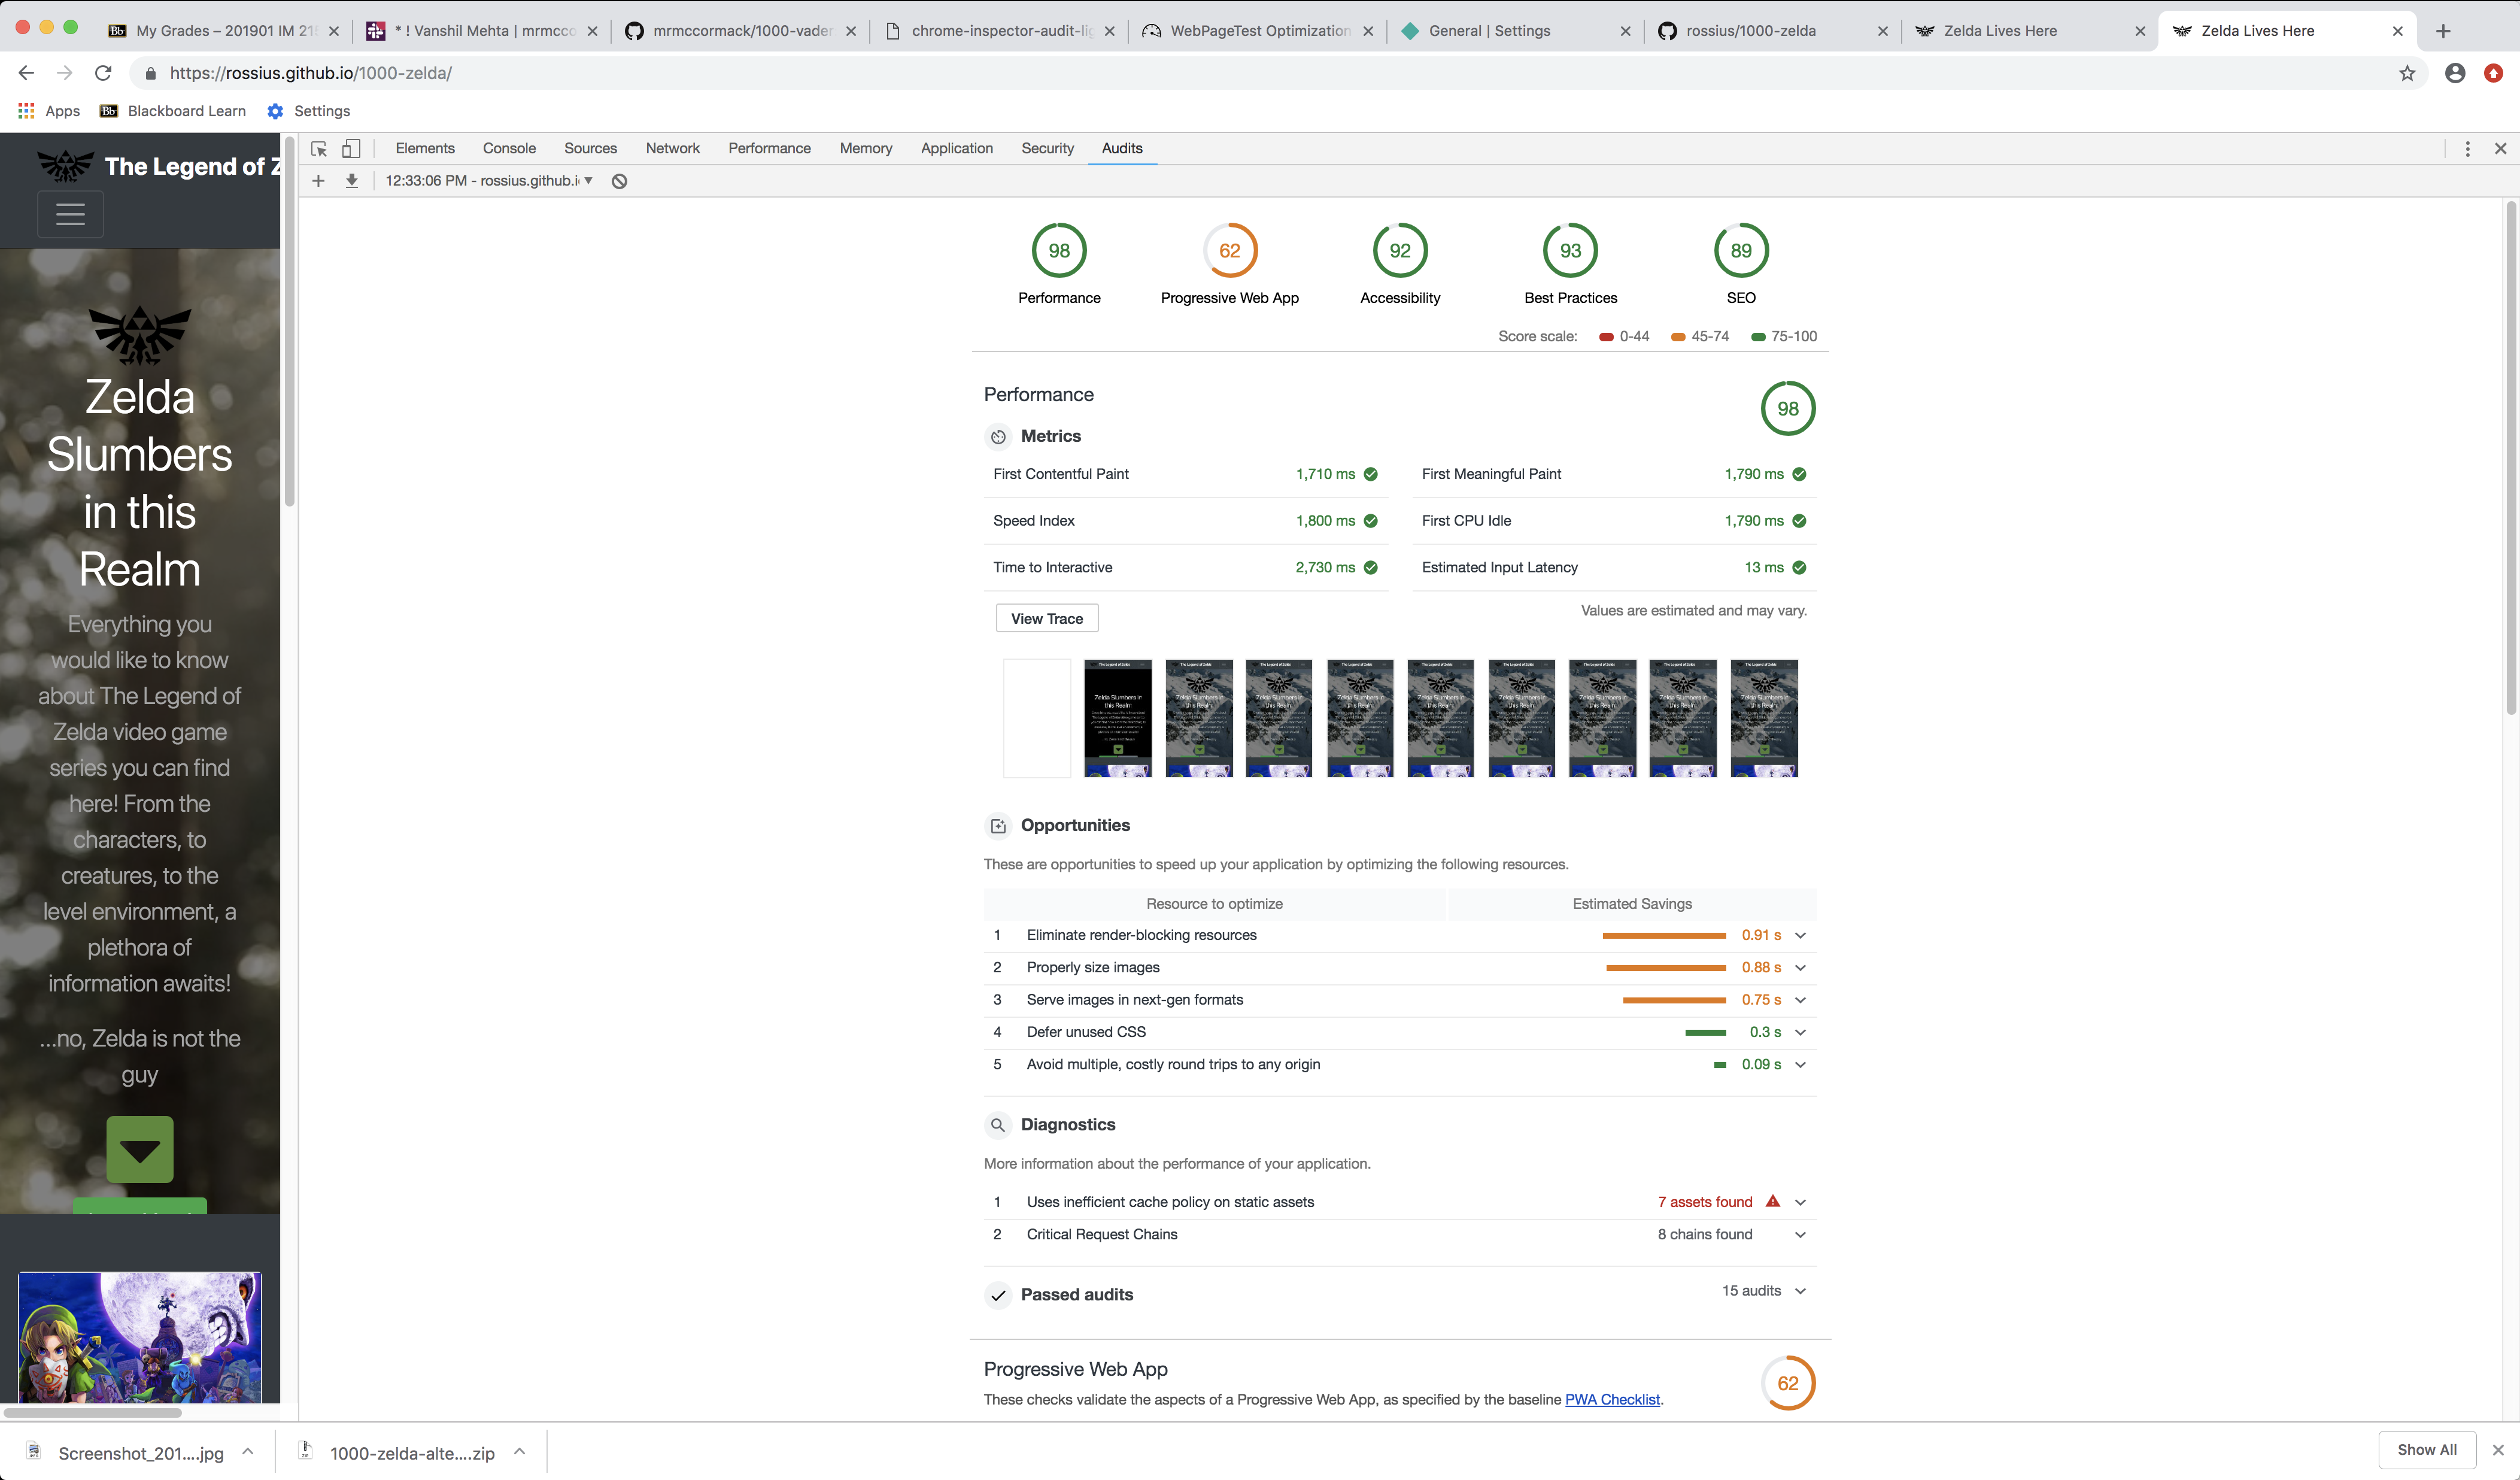 My Grades – 201901 IM 21
* ! Vanshil Mehta | mrmcco
mrmccormack/1000-vader
chrome-inspector-audit-lig
WebPageTest Optimization
General | Settings
rossius/1000-zelda
Zelda Lives Here
Zelda Lives Here
https://rossius.github.io/1000-zelda/
Apps
Bb
Blackboard Learn
Settings
The Legend of Z
Elements
Console
Sources
Network
Performance
Memory
Application
Security
Audits
12:33:06 PM - rossius.github.i
98
62
92
93
89
Performance
Progressive Web App
Accessibility
Best Practices
SEO
Score scale: 0-44 45-74 75-100
Zelda
Slumbers
in this
Realm
Everything you
would like to know
about The Legend of
Zelda video game
series you can find
here! From the
characters, to
creatures, to the
level environment, a
plethora of
information awaits!
...no, Zelda is not the
guy
Performance
98
Metrics
First Contentful Paint 1,710 ms
First Meaningful Paint 1,790 ms
Speed Index 1,800 ms
First CPU Idle 1,790 ms
Time to Interactive 2,730 ms
Estimated Input Latency 13 ms
View Trace
Values are estimated and may vary.
Opportunities
These are opportunities to speed up your application by optimizing the following resources.
Resource to optimize Estimated Savings
1 Eliminate render-blocking resources 0.91 s
2 Properly size images 0.88 s
3 Serve images in next-gen formats 0.75 s
4 Defer unused CSS 0.3 s
5 Avoid multiple, costly round trips to any origin 0.09 s
Diagnostics
More information about the performance of your application.
1 Uses inefficient cache policy on static assets 7 assets found
2 Critical Request Chains 8 chains found
Passed audits 15 audits
Progressive Web App
62
These checks validate the aspects of a Progressive Web App, as specified by the baseline PWA Checklist.
Screenshot_201....jpg
1000-zelda-alte....zip
Show All